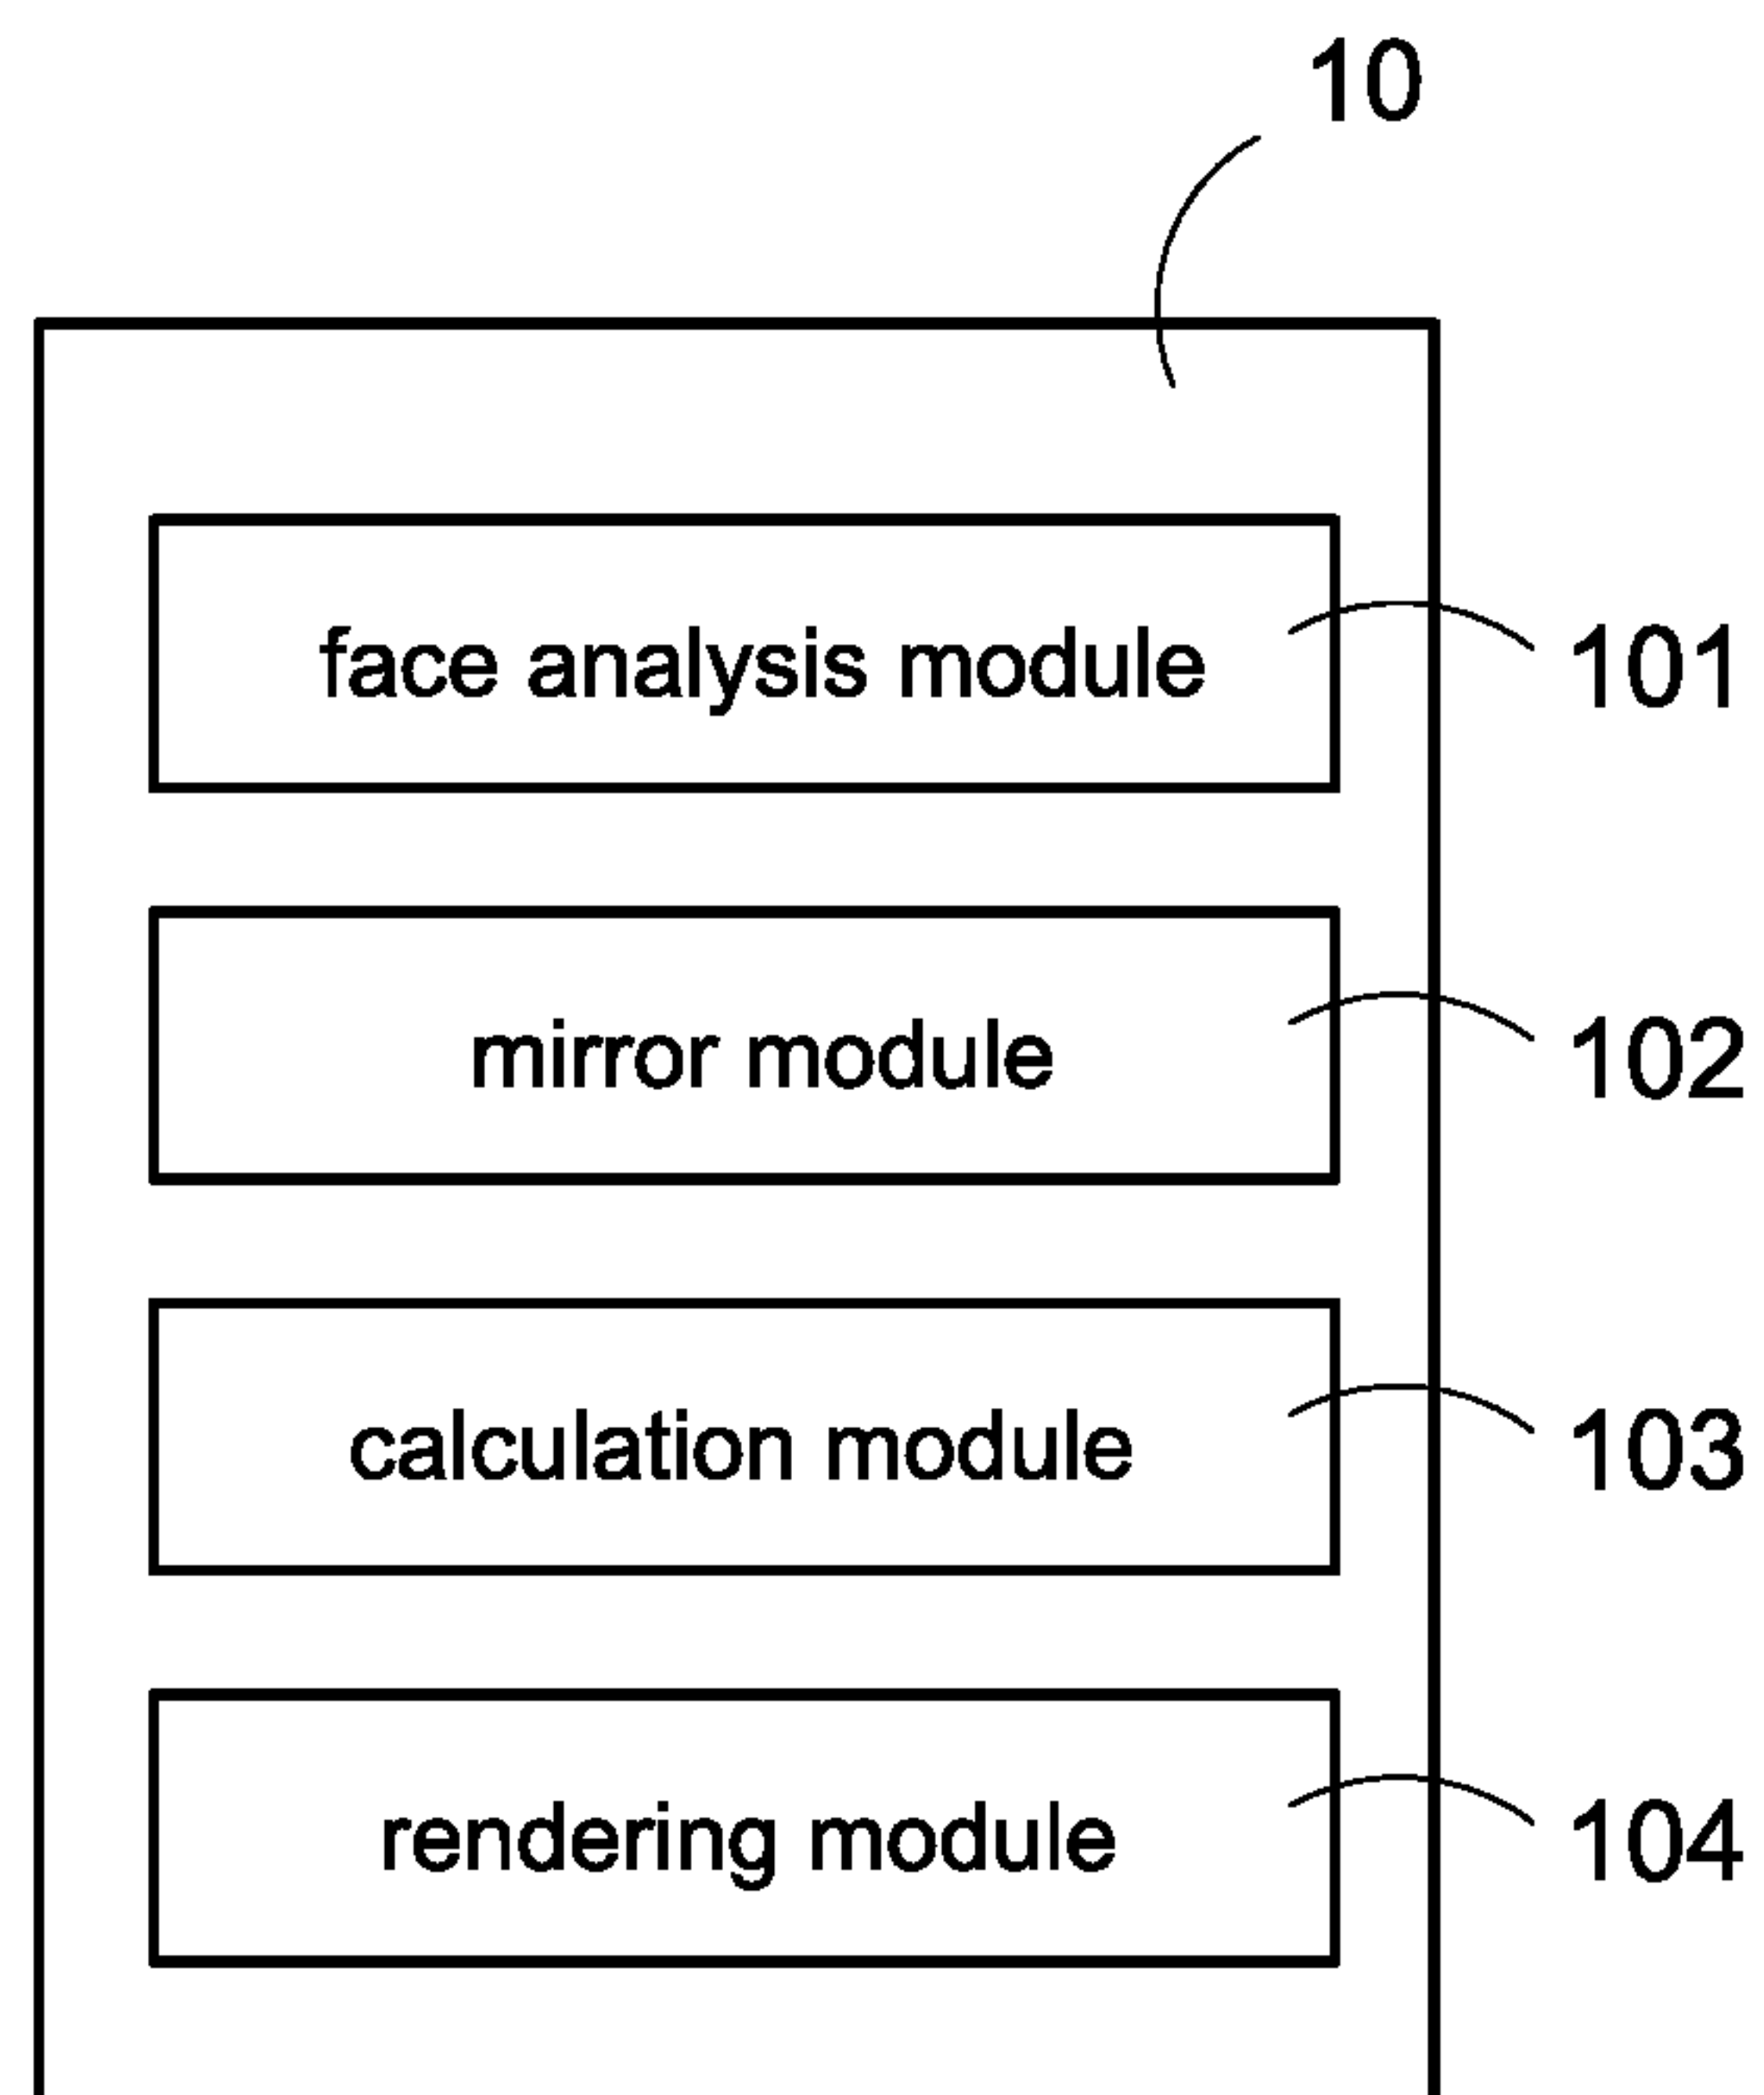 10
face analysis module 101
mirror module 102
calculation module 103
rendering module 104